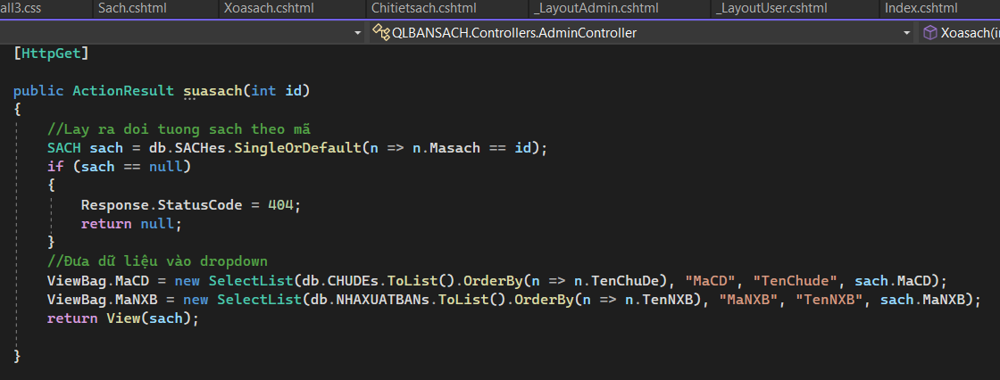 all3.css Sach.cshtml Xoasach.cshtml Chitietsach.cshtml _LayoutAdmin.cshtml _LayoutUser.cshtml Index.cshtml
QLBANSACH.Controllers.AdminController Xoasach(in
[HttpGet]
public ActionResult suasach(int id)
{
//Lay ra doi tuong sach theo mã
SACH sach = db.SACHes.SingleOrDefault(n => n.Masach == id);
if (sach == null)
{
Response.StatusCode = 404;
return null;
}
//Đưa dữ liệu vào dropdown
ViewBag.MaCD = new SelectList(db.CHUDEs.ToList().OrderBy(n => n.TenChuDe), "MaCD", "TenChude", sach.MaCD);
ViewBag.MaNXB = new SelectList(db.NHAXUATBANs.ToList().OrderBy(n => n.TenNXB), "MaNXB", "TenNXB", sach.MaNXB);
return View(sach);
}